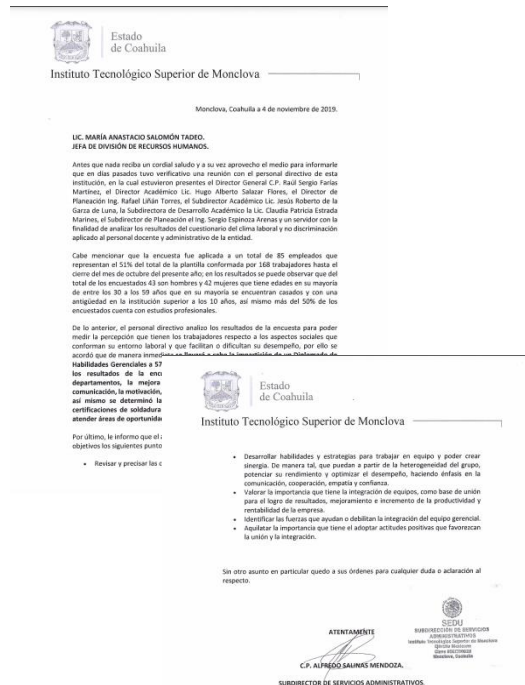 Estado
de Coahuila
Instituto Tecnológico Superior de Monclova
Monclova, Coahuila a 4 de noviembre de 2019.
LIC. MARÍA ANASTACIO SALOMÓN TADEO.
JEFA DE DIVISIÓN DE RECURSOS HUMANOS.
Antes que nada reciba un cordial saludo y a su vez aprovecho el medio para informarle
que en días pasados tuvo verificativo una reunión con el personal directivo de esta
institución, en la cual estuvieron presentes el Director General C.P. Raúl Sergio Farías
Martínez, el Director Académico Lic. Hugo Alberto Salazar Flores, el Director de
Planeación Ing. Rafael Liñán Torres, el Subdirector Académico Lic. Jesús Roberto de la
Garza de Luna, la Subdirectora de Desarrollo Académico la Lic. Claudia Patricia Estrada
Marines, el Subdirector de Planeación el Ing. Sergio Espinoza Arenas y un servidor con la
finalidad de analizar los resultados del cuestionario del clima laboral y no discriminación
aplicado al personal docente y administrativo de la entidad.
Cabe mencionar que la encuesta fue aplicada a un total de 85 empleados que
representan el 51% del total de la plantilla conformada por 168 trabajadores hasta el
cierre del mes de octubre del presente año; en los resultados se puede observar que del
total de los encuestados 43 son hombres y 42 mujeres que tiene edades en su mayoría
de entre los 30 a los 59 años que en su mayoría se encuentran casados y con una
antigüedad en la institución superior a los 10 años, así mismo más del 50% de los
encuestados cuenta con estudios profesionales.
De lo anterior, el personal directivo analizo los resultados de la encuesta para poder
medir la percepción que tienen los trabajadores respecto a los aspectos sociales que
conforman su entorno laboral y que facilitan o dificultan su desempeño, por ello se
acordó que de manera inmediata se llevará a cabo la impartición de un Diplomado de
Habilidades Gerenciales a 57
los resultados de la enc
departamentos, la mejora
comunicación, la motivación,
así mismo se determinó la
certificaciones de soldadura
atender áreas de oportunida
Por último, le informo que el
objetivos los siguientes punto
• Revisar y precisar las
Estado
de Coahuila
Instituto Tecnológico Superior de Monclova
• Desarrollar habilidades y estrategias para trabajar en equipo y poder crear
sinergia. De manera tal, que puedan a partir de la heterogeneidad del grupo,
potenciar su rendimiento y optimizar el desempeño, haciendo énfasis en la
comunicación, cooperación, empatía y confianza.
• Valorar la importancia que tiene la integración de equipos, como base de unión
para el logro de resultados, mejoramiento e incremento de la productividad y
rentabilidad de la empresa.
• Identificar las fuerzas que ayudan o debilitan la integración del equipo gerencial.
• Aquilatar la importancia que tiene el adoptar actitudes positivas que favorezcan
la unión y la integración.
Sin otro asunto en particular quedo a sus órdenes para cualquier duda o aclaración al
respecto.
ATENTAMENTE
C.P. ALFREDO SALINAS MENDOZA.
SUBDIRECTOR DE SERVICIOS ADMINISTRATIVOS.
SEDU
SUBDIRECCIÓN DE SERVICIOS
ADMINISTRATIVOS
Instituto Tecnológico Superior de Monclova
Monclova, Coahuila